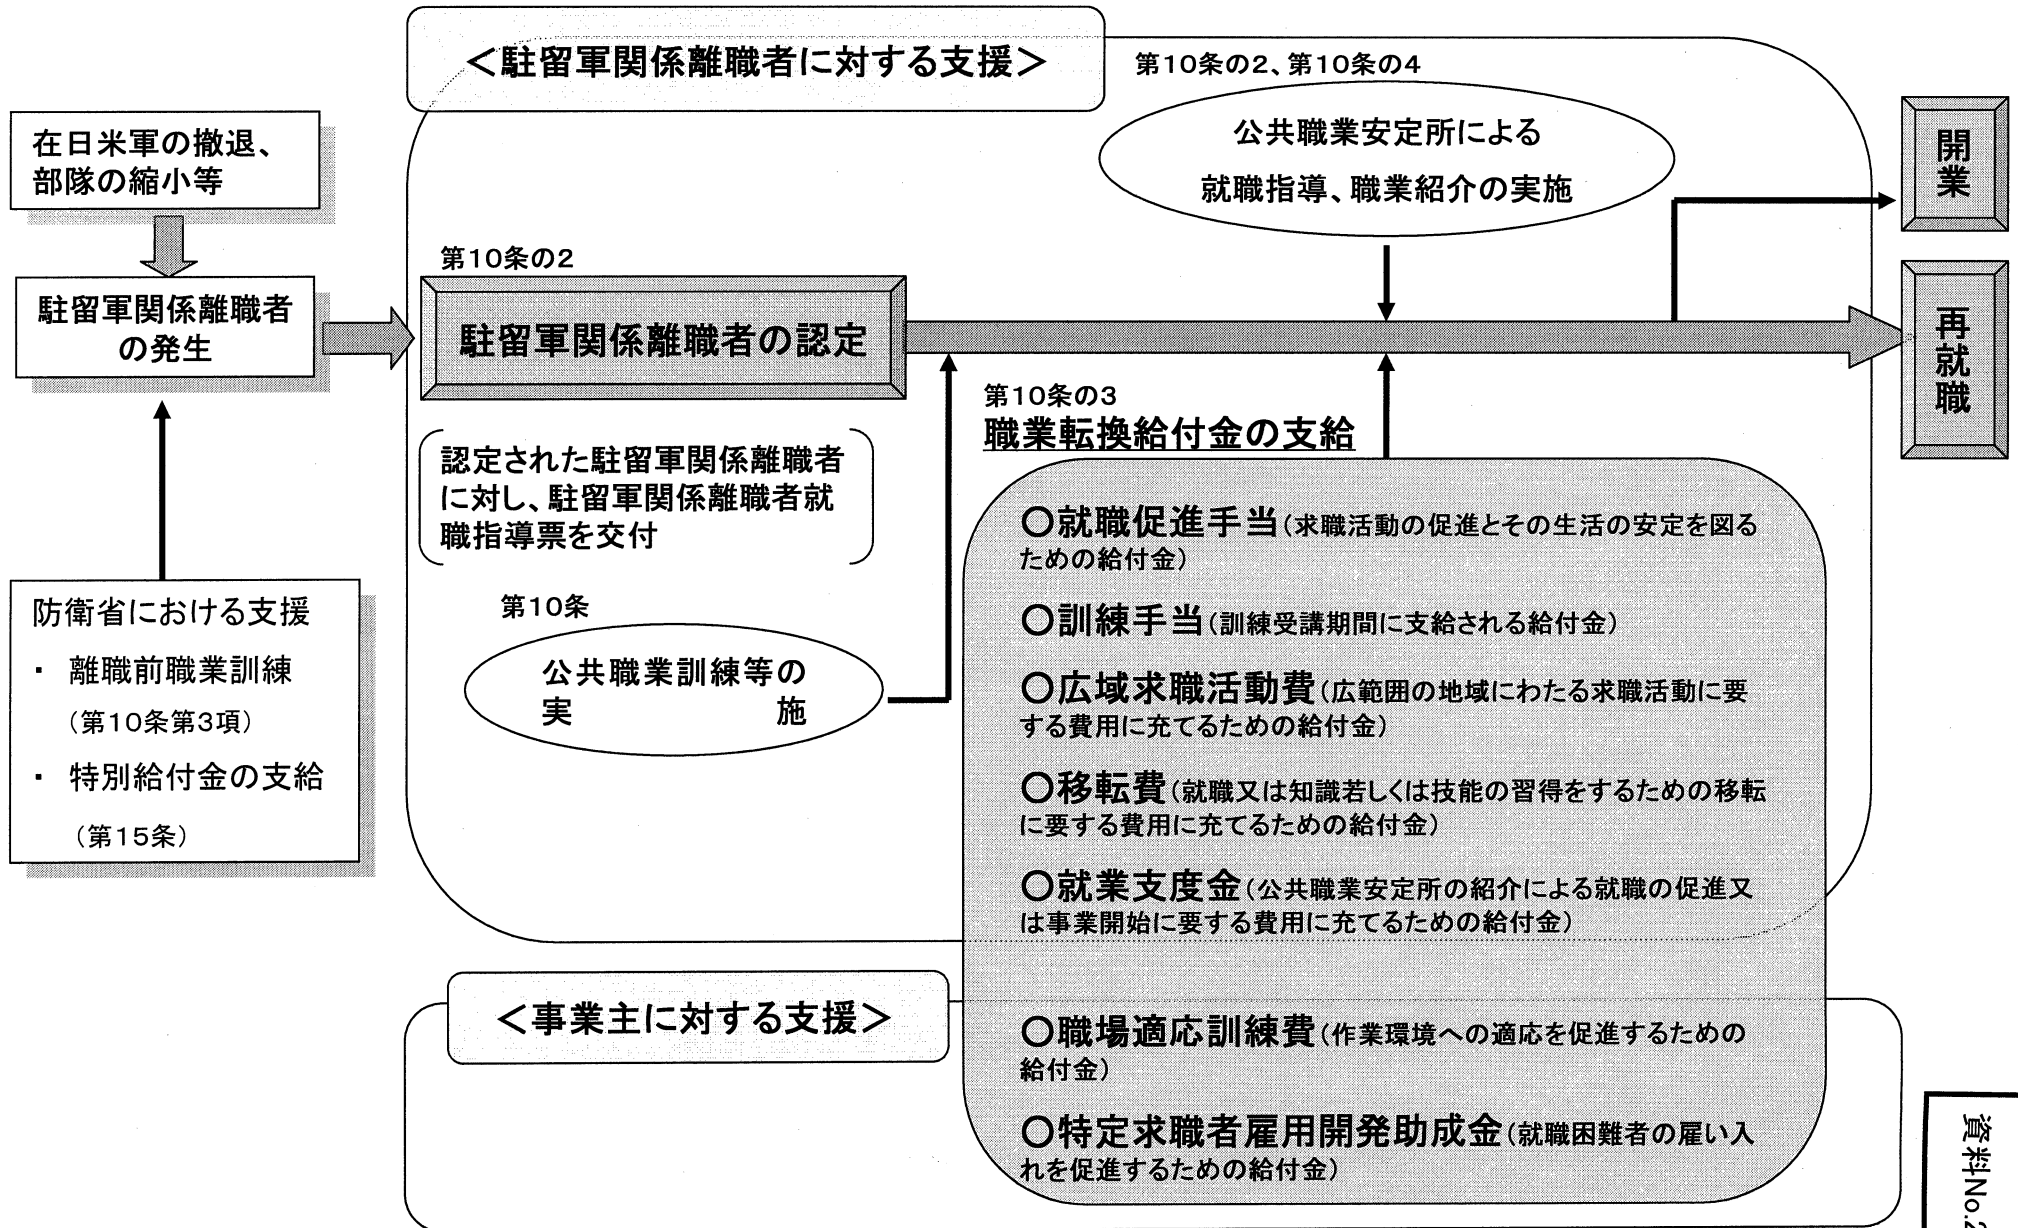 ＜駐留軍関係離職者に対する支援＞
在日米軍の撤退、
部隊の縮小等
駐留軍関係離職者
の発生
防衛省における支援
・ 離職前職業訓練
（第10条第3項）
・ 特別給付金の支給
（第15条）
第10条の2
駐留軍関係離職者の認定
認定された駐留軍関係離職者
に対し、駐留軍関係離職者就
職指導票を交付
第10条
公共職業訓練等の
実　　　　　　施
第10条の2、第10条の4
公共職業安定所による
就職指導、職業紹介の実施
開業
再就職
第10条の3
職業転換給付金の支給
〇就職促進手当（求職活動の促進とその生活の安定を図る
ための給付金）
〇訓練手当（訓練受講期間に支給される給付金）
〇広域求職活動費（広範囲の地域にわたる求職活動に要
する費用に充てるための給付金）
〇移転費（就職又は知識若しくは技能の習得をするための移転
に要する費用に充てるための給付金）
〇就業支度金（公共職業安定所の紹介による就職の促進又
は事業開始に要する費用に充てるための給付金）
＜事業主に対する支援＞
〇職場適応訓練費（作業環境への適応を促進するための
給付金）
〇特定求職者雇用開発助成金（就職困難者の雇い入
れを促進するための給付金）
資料No.2